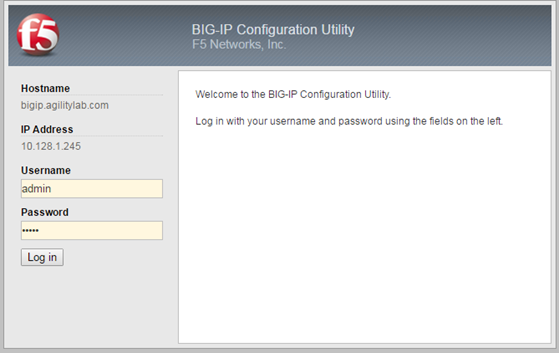 f5
BIG-IP Configuration Utility
F5 Networks, Inc.
Hostname
bigip.agilitylab.com
IP Address
10.128.1.245
Username
admin
Password
•••••
Log in
Welcome to the BIG-IP Configuration Utility.
Log in with your username and password using the fields on the left.